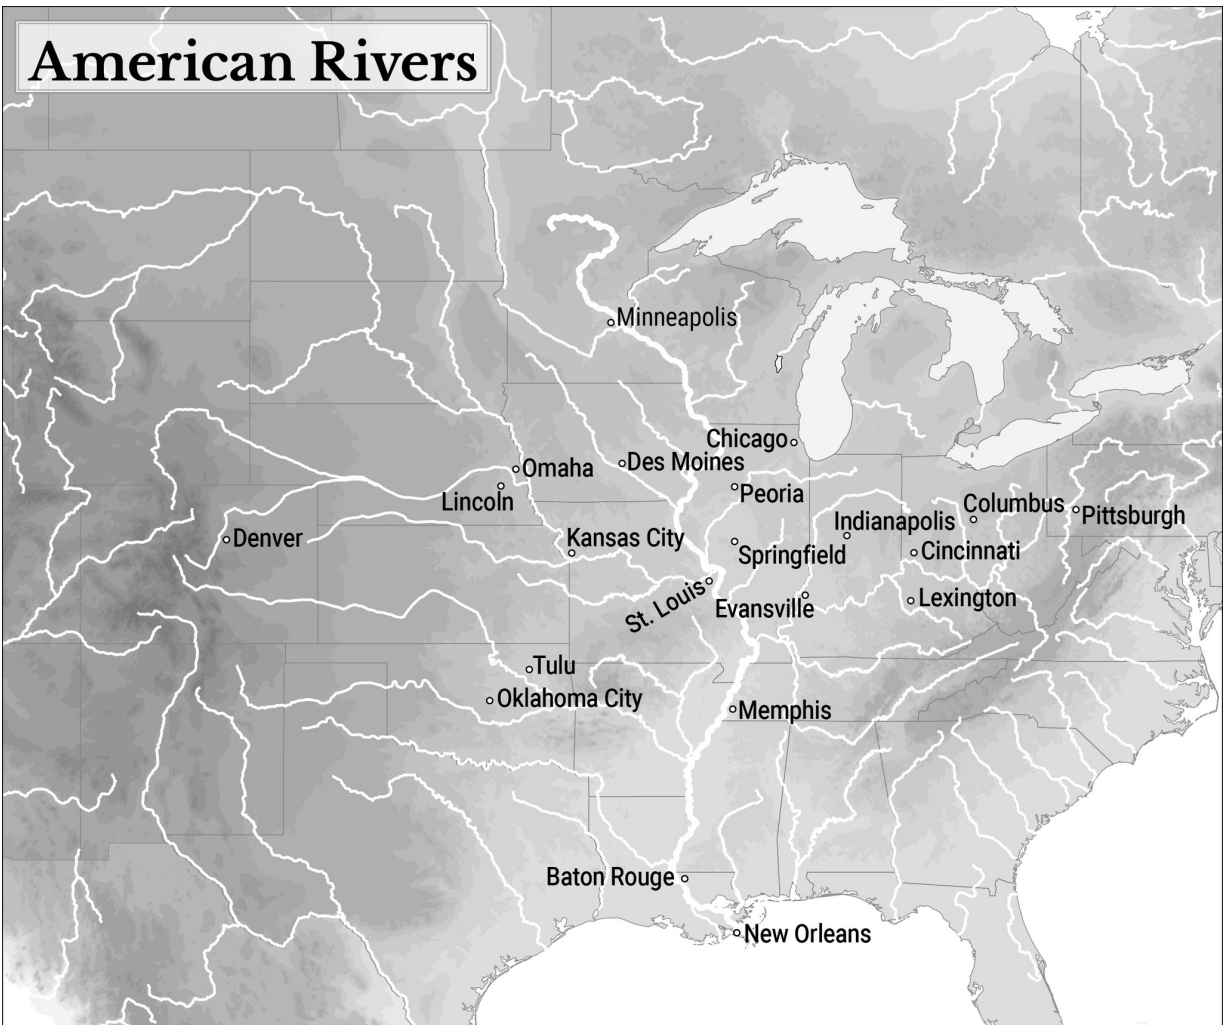 American Rivers
Minneapolis
Chicago
Omaha
Des Moines
Lincoln
Peoria
Columbus
Pittsburgh
Indianapolis
Denver
Kansas City
Springfield
Cincinnati
St. Louis
Evansville
Lexington
Tulu
Oklahoma City
Memphis
Baton Rouge
New Orleans